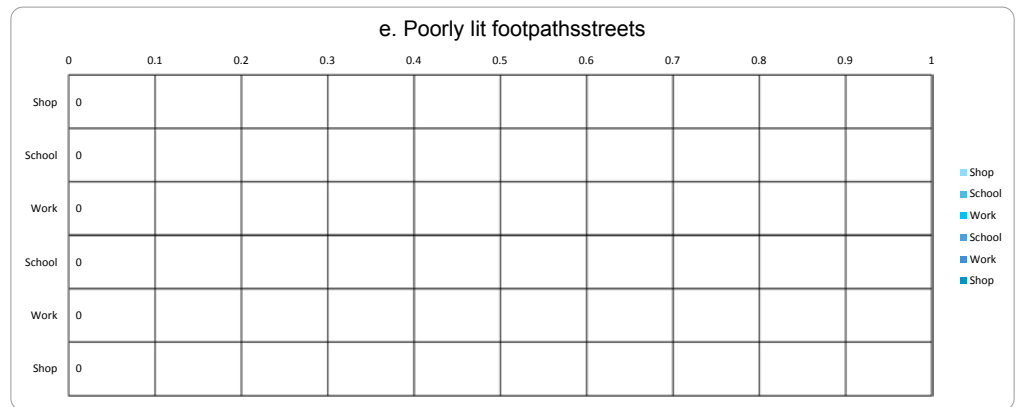 e. Poorly lit footpathsstreets
0 0.1 0.2 0.3 0.4 0.5 0.6 0.7 0.8 0.9 1
Shop 0
School 0
Work 0
School 0
Work 0
Shop 0
Shop
School
Work
School
Work
Shop